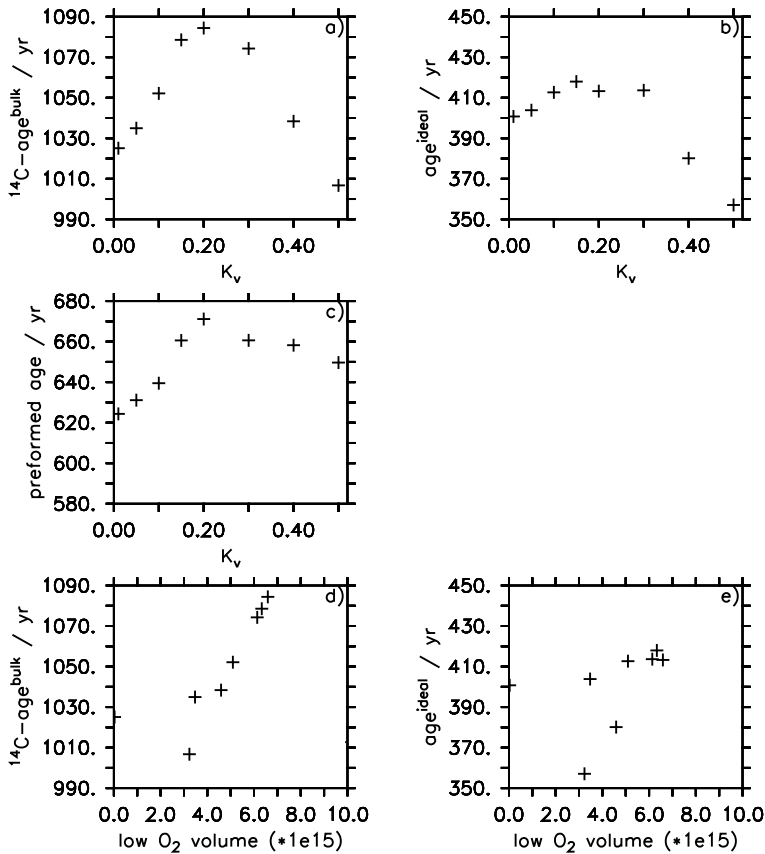 a)
1090.
1070.
1050.
1030.
1010.
990.
¹⁴C−age^bulk / yr
0.00 0.20 0.40
Kᵥ
b)
450.
430.
410.
390.
370.
350.
age^ideal / yr
0.00 0.20 0.40
Kᵥ
c)
680.
660.
640.
620.
600.
580.
preformed age / yr
0.00 0.20 0.40
Kᵥ
d)
1090.
1070.
1050.
1030.
1010.
990.
¹⁴C−age^bulk / yr
0.0 2.0 4.0 6.0 8.0 10.0
low O₂ volume (*1e15)
e)
450.
430.
410.
390.
370.
350.
age^ideal / yr
0.0 2.0 4.0 6.0 8.0 10.0
low O₂ volume (*1e15)